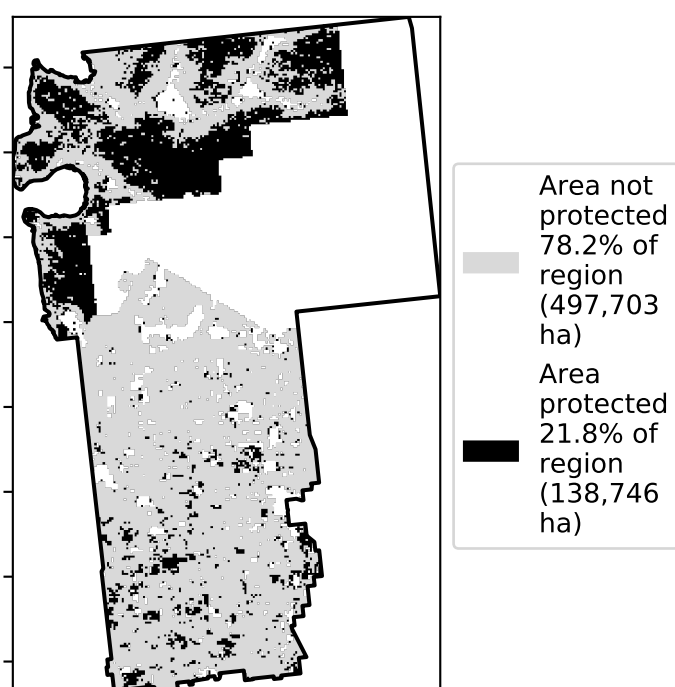 Area not
protected
78.2% of
region
(497,703
ha)
Area
protected
21.8% of
region
(138,746
ha)